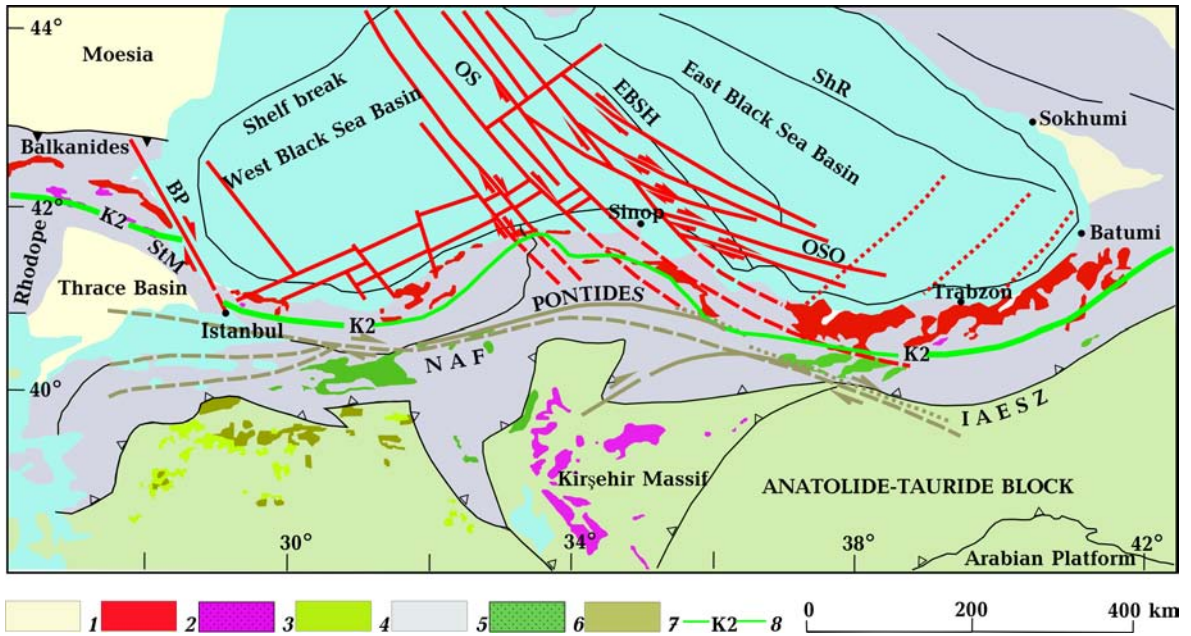 44°
Moesia
Shelf break
West Black Sea Basin
OS
EBSH
East Black Sea Basin
ShR
Sokhumi
Balkanides
BP
42°
K2
StM
Rhodope
Sinop
OSO
Batumi
Thrace Basin
Istanbul
K2
PONTIDES
Trabzon
K2
NAF
40°
IAESZ
Kirşehir Massif
ANATOLIDE-TAURIDE BLOCK
30°
34°
38°
Arabian Platform
42°
1 2 3 4 5 6 7 K2 8
0 200 400 km